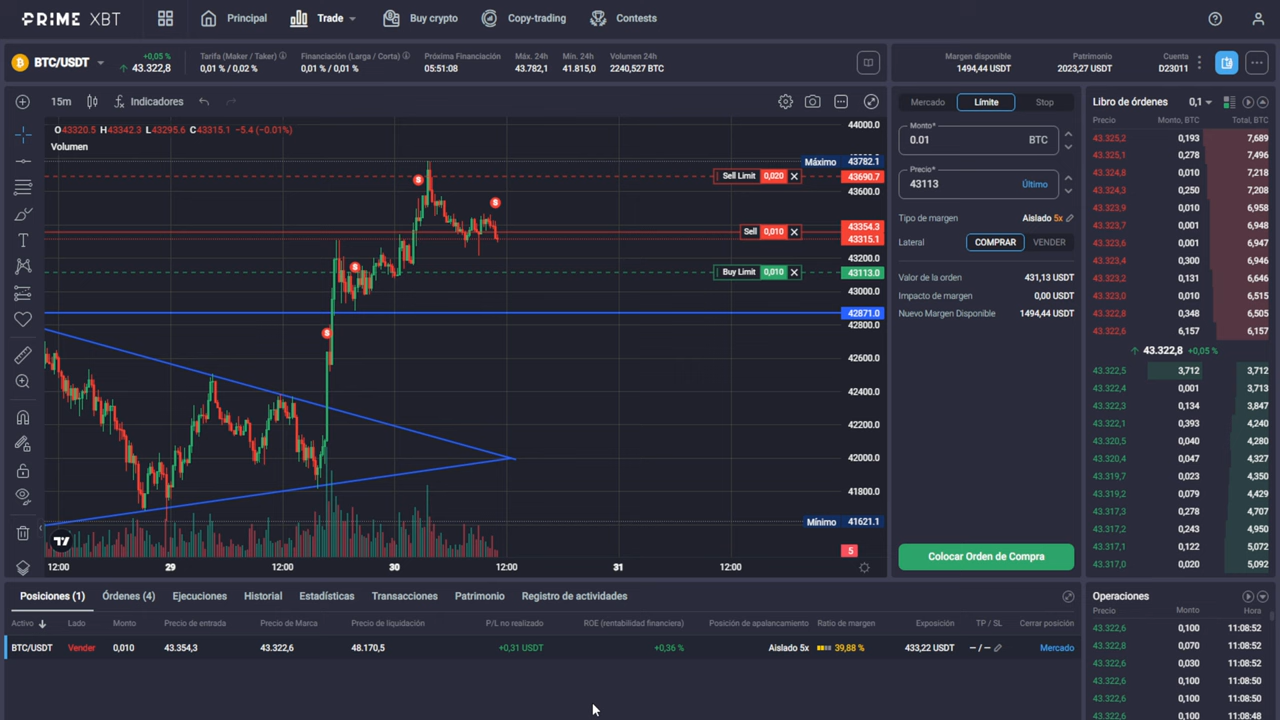 PRIME XBT
Principal
Trade
Buy crypto
Copy-trading
Contests
BTC/USDT
+0,05 %
43.322,8
Tarifa (Maker / Taker)
0,01 % / 0,02 %
Financiación (Larga / Corta)
0,01 % / 0,01 %
Próxima Financiación
05:51:08
Máx. 24h
43.782,1
Mín. 24h
41.815,0
Volumen 24h
2240,527 BTC
Margen disponible
1494,44 USDT
Patrimonio
2023,27 USDT
Cuenta
D23011
15m
Indicadores
O43320.5 H43342.3 L43295.6 C43315.1 −5.4 (−0.01%)
Volumen
44000.0
Máximo 43782.1
Sell Limit 0,020 43690.7
43600.0
43354.3
Sell 0,010
43315.1
43200.0
Buy Limit 0,010 43113.0
43000.0
42871.0
42800.0
42600.0
42400.0
42200.0
42000.0
41800.0
Mínimo 41621.1
5
12:00 29 12:00 30 12:00 31 12:00
Mercado
Límite
Stop
Monto*
0.01 BTC
Precio*
43113 Último
Tipo de margen Aislado 5x
Lateral COMPRAR VENDER
Valor de la orden 431,13 USDT
Impacto de margen 0,00 USDT
Nuevo Margen Disponible 1494,44 USDT
Colocar Orden de Compra
Libro de órdenes 0,1
Precio Monto, BTC Total, BTC
43.325,2 0,193 7,689
43.325,1 0,278 7,496
43.324,8 0,010 7,218
43.324,3 0,250 7,208
43.323,9 0,010 6,958
43.323,7 0,001 6,948
43.323,6 0,001 6,947
43.323,4 0,300 6,946
43.323,2 0,131 6,646
43.323,0 0,010 6,515
43.322,8 0,348 6,505
43.322,6 6,157 6,157
43.322,8 +0,05 %
43.322,5 3,712 3,712
43.322,4 0,001 3,713
43.322,3 0,134 3,847
43.322,1 0,393 4,240
43.320,5 0,040 4,280
43.320,4 0,047 4,327
43.319,7 0,023 4,350
43.319,2 0,079 4,429
43.317,3 0,278 4,707
43.317,2 0,243 4,950
43.317,1 0,122 5,072
43.317,0 0,020 5,092
Posiciones (1)
Órdenes (4)
Ejecuciones
Historial
Estadísticas
Transacciones
Patrimonio
Registro de actividades
Activo Lado Monto Precio de entrada Precio de Marca Precio de liquidación P/L no realizado ROE (rentabilidad financiera) Posición de apalancamiento Ratio de margen Exposición TP / SL Cerrar posición
BTC/USDT Vender 0,010 43.354,3 43.322,6 48.170,5 +0,31 USDT +0,36 % Aislado 5x 39,88 % 433,22 USDT –/– Mercado
Operaciones
Precio Monto Hora
43.322,6 0,100 11:08:52
43.322,8 0,070 11:08:52
43.322,6 0,030 11:08:52
43.322,6 0,100 11:08:50
43.322,6 0,100 11:08:50
43.322,6 0,100 11:08:48